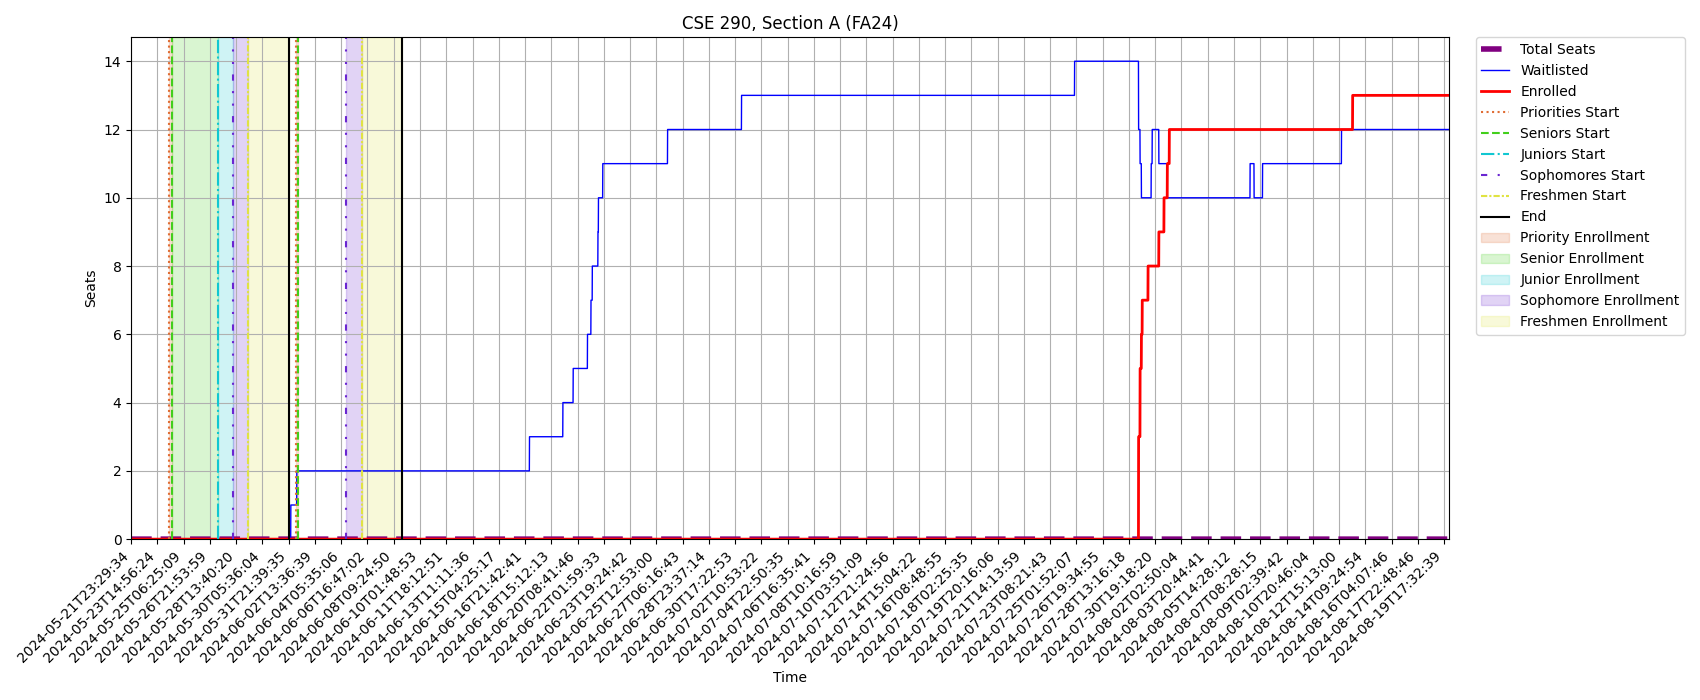 CSE 290, Section A (FA24)
Seats
14
12
10
8
6
4
2
0
2024-05-21T23:29:34
2024-05-23T14:56:24
2024-05-25T06:25:09
2024-05-26T21:53:59
2024-05-28T13:40:20
2024-05-30T05:36:04
2024-05-31T21:39:35
2024-06-02T13:36:39
2024-06-04T05:35:06
2024-06-06T16:47:02
2024-06-08T09:24:50
2024-06-10T01:48:53
2024-06-11T18:12:51
2024-06-13T11:11:36
2024-06-15T04:25:17
2024-06-16T21:42:41
2024-06-18T15:12:13
2024-06-20T08:41:46
2024-06-22T01:59:33
2024-06-23T19:24:42
2024-06-25T12:53:00
2024-06-27T06:16:43
2024-06-28T23:37:14
2024-06-30T17:22:53
2024-07-02T10:53:22
2024-07-04T22:50:35
2024-07-06T16:35:41
2024-07-08T10:16:59
2024-07-10T03:51:09
2024-07-12T21:24:56
2024-07-14T15:04:22
2024-07-16T08:48:55
2024-07-18T02:25:35
2024-07-19T20:16:06
2024-07-21T14:13:59
2024-07-23T08:21:43
2024-07-25T01:52:07
2024-07-26T19:34:55
2024-07-28T13:16:18
2024-07-30T19:18:20
2024-08-02T02:50:04
2024-08-03T20:44:41
2024-08-05T14:28:12
2024-08-07T08:28:15
2024-08-09T02:39:42
2024-08-10T20:46:04
2024-08-12T15:13:00
2024-08-14T09:24:54
2024-08-16T04:07:46
2024-08-17T22:48:46
2024-08-19T17:32:39
Time
Total Seats
Waitlisted
Enrolled
Priorities Start
Seniors Start
Juniors Start
Sophomores Start
Freshmen Start
End
Priority Enrollment
Senior Enrollment
Junior Enrollment
Sophomore Enrollment
Freshmen Enrollment